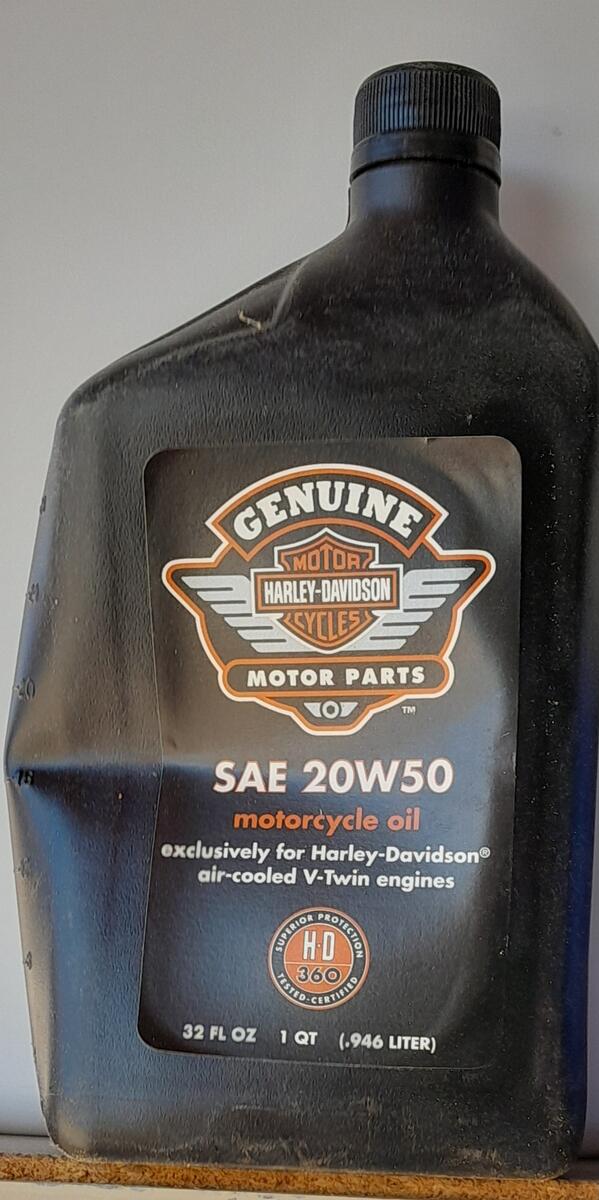 GENUINE
MOTOR
HARLEY-DAVIDSON
CYCLES
MOTOR PARTS
TM
SAE 20W50
motorcycle oil
exclusively for Harley-Davidson®
air-cooled V-Twin engines
SUPERIOR PROTECTION
H-D
360
TESTED-CERTIFIED
32 FL OZ 1 QT (.946 LITER)